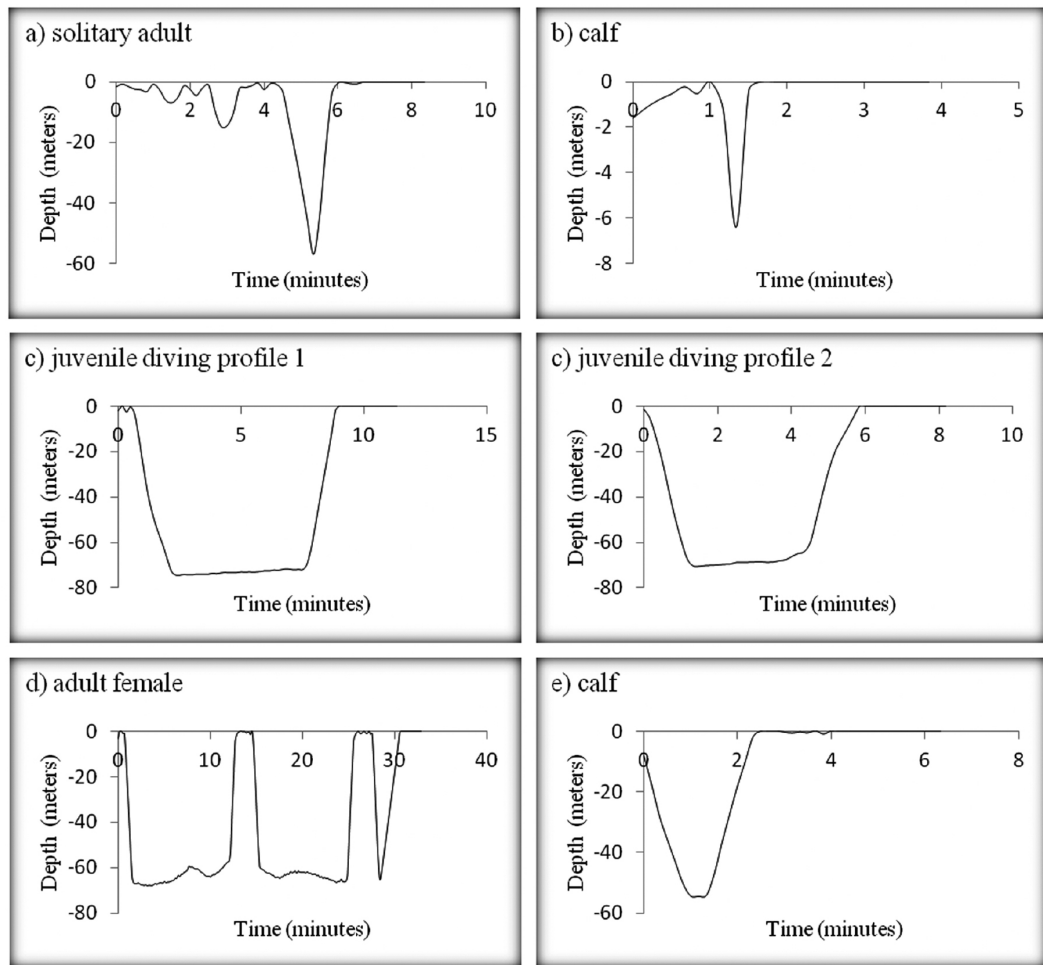 a) solitary adult
0
0 2 4 6 8 10
-20
-40
-60
Depth (meters)
Time (minutes)
b) calf
0
0 1 2 3 4 5
-2
-4
-6
-8
Depth (meters)
Time (minutes)
c) juvenile diving profile 1
0
0 5 10 15
-20
-40
-60
-80
Depth (meters)
Time (minutes)
c) juvenile diving profile 2
0
0 2 4 6 8 10
-20
-40
-60
-80
Depth (meters)
Time (minutes)
d) adult female
0
0 10 20 30 40
-20
-40
-60
-80
Depth (meters)
Time (minutes)
e) calf
0
0 2 4 6 8
-20
-40
-60
Depth (meters)
Time (minutes)